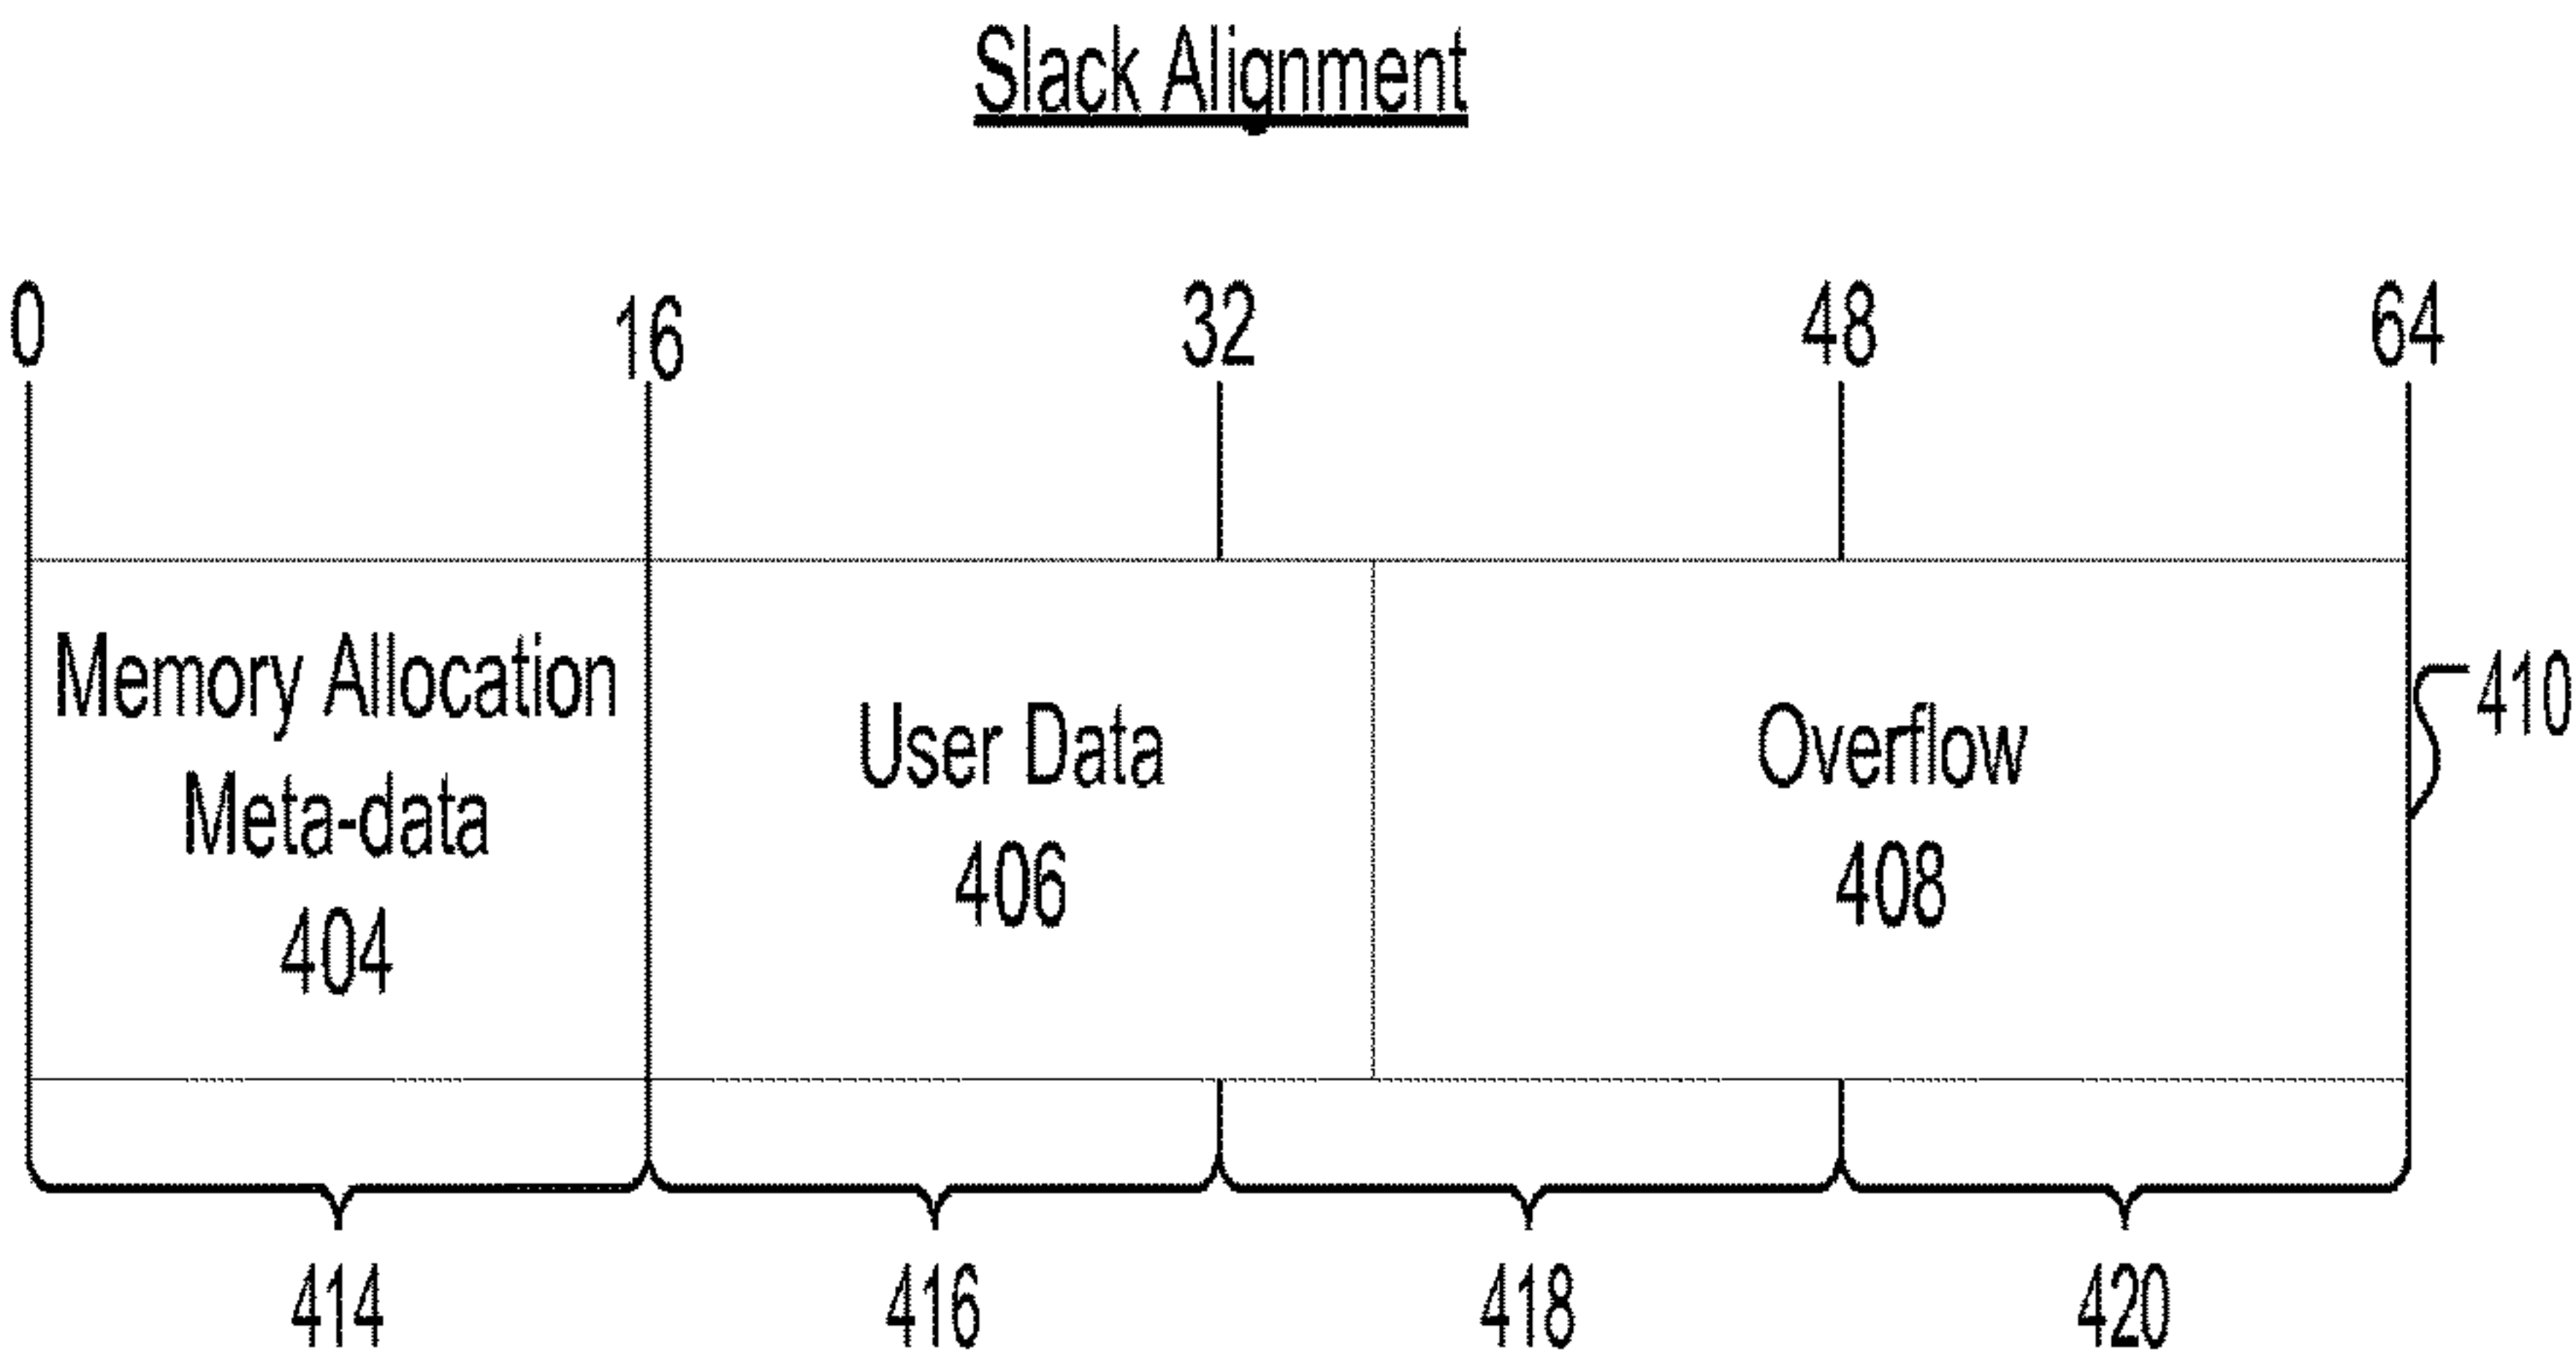 Slack Alignment
0 16 32 48 64
Memory Allocation
Meta-data
404
User Data
406
Overflow
408
410
414 416 418 420